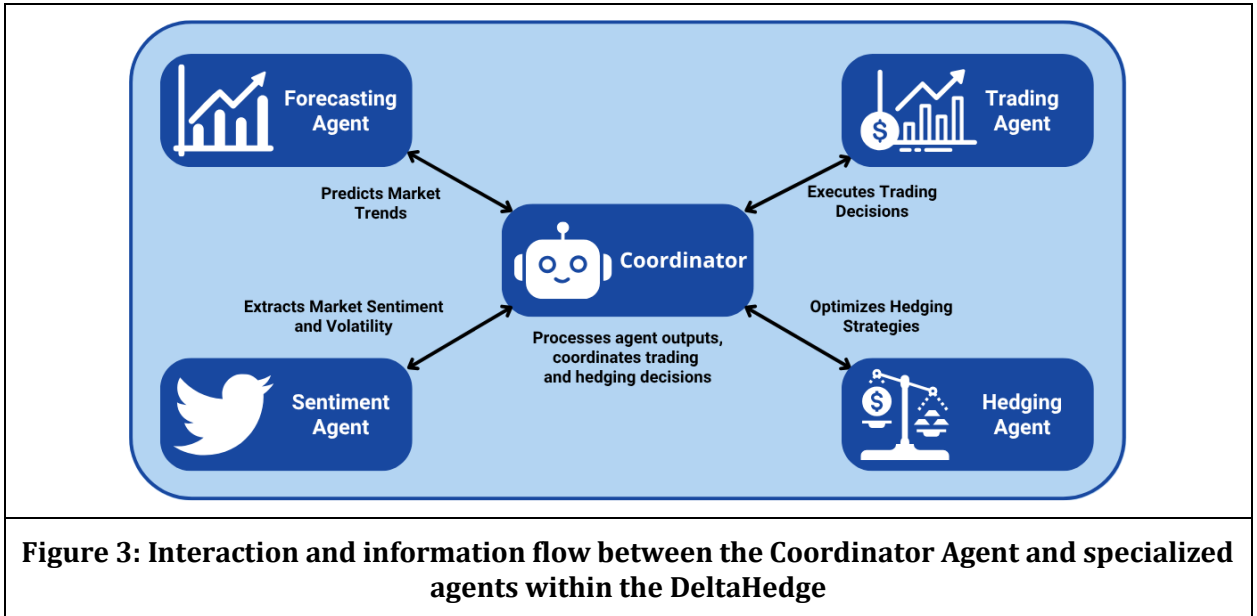 Forecasting
Agent
Trading
Agent
$
Predicts Market
Trends
Executes Trading
Decisions
Coordinator
Extracts Market Sentiment
and Volatility
Optimizes Hedging
Strategies
Processes agent outputs,
coordinates trading
and hedging decisions
Sentiment
Agent
$
Hedging
Agent
Figure 3: Interaction and information flow between the Coordinator Agent and specialized
agents within the DeltaHedge